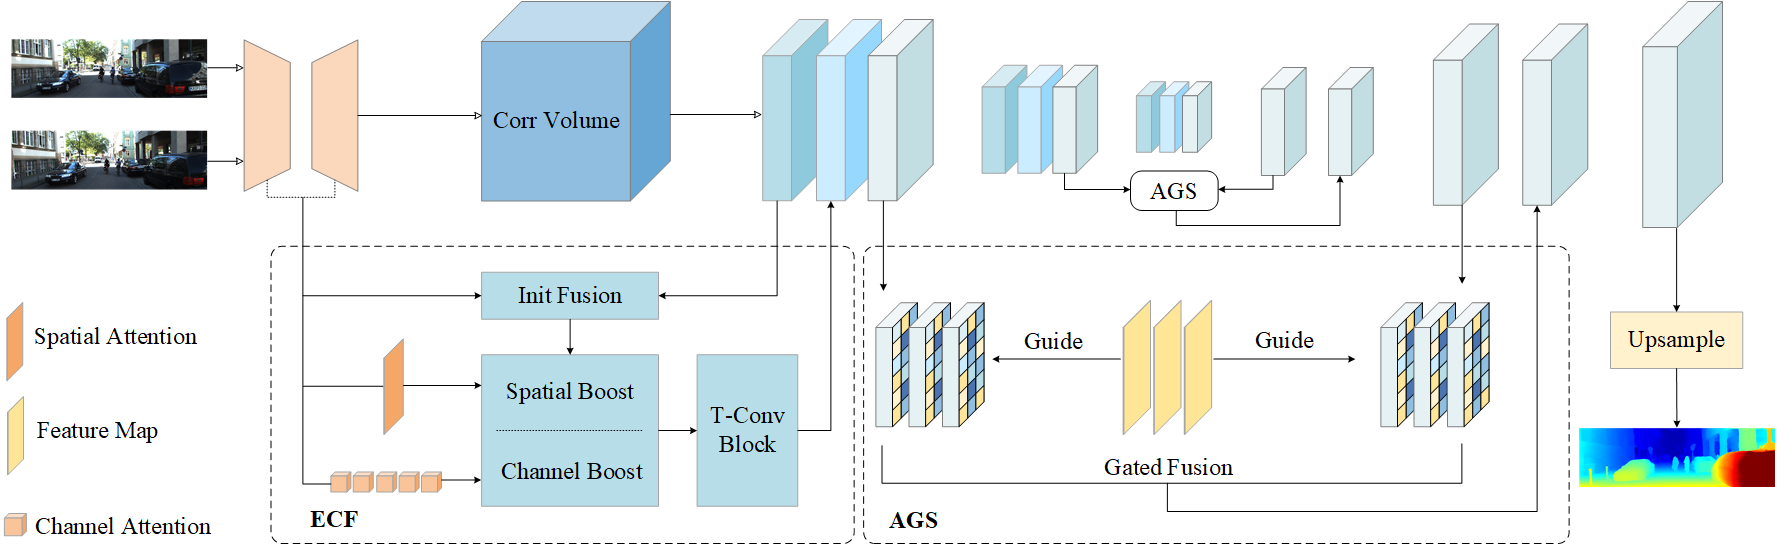 Corr Volume
AGS
Init Fusion
Spatial Boost
Channel Boost
T-Conv
Block
ECF
Guide
Guide
Gated Fusion
AGS
Upsample
Spatial Attention
Feature Map
Channel Attention